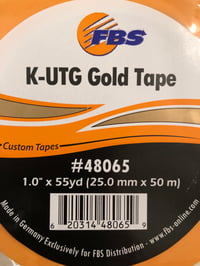 FBS
K-UTG Gold Tape
Custom Tapes
#48065
1.0" x 55yd (25.0 mm x 50 m)
6 20314 48065 9
Made in Germany Exclusively for FBS Distribution - www.fbs-online.com